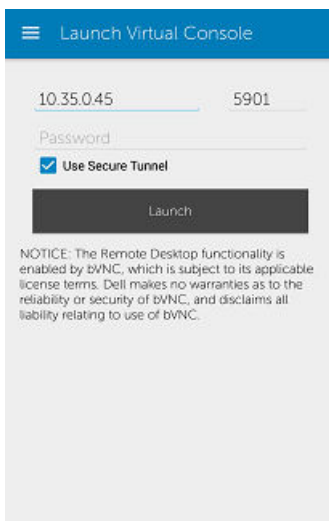 Launch Virtual Console
10.35.0.45 5901
Password
Use Secure Tunnel
Launch
NOTICE: The Remote Desktop functionality is
enabled by bVNC, which is subject to its applicable
license terms. Dell makes no warranties as to the
reliability or security of bVNC, and disclaims all
liability relating to use of bVNC.